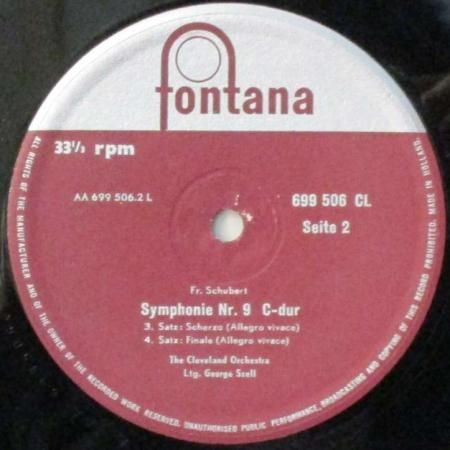 fontana
33 1/3 rpm
AA 699 506.2 L
699 506 CL
Seite 2
Fr. Schubert
Symphonie Nr. 9 C-dur
3. Satz: Scherzo (Allegro vivace)
4. Satz: Finale (Allegro vivace)
The Cleveland Orchestra
Ltg. George Szell
ALL RIGHTS OF THE MANUFACTURER AND OF THE OWNER OF THE RECORDED WORK RESERVED. UNAUTHORISED PUBLIC PERFORMANCE, BROADCASTING AND COPYING OF THIS RECORD PROHIBITED. MADE IN HOLLAND.